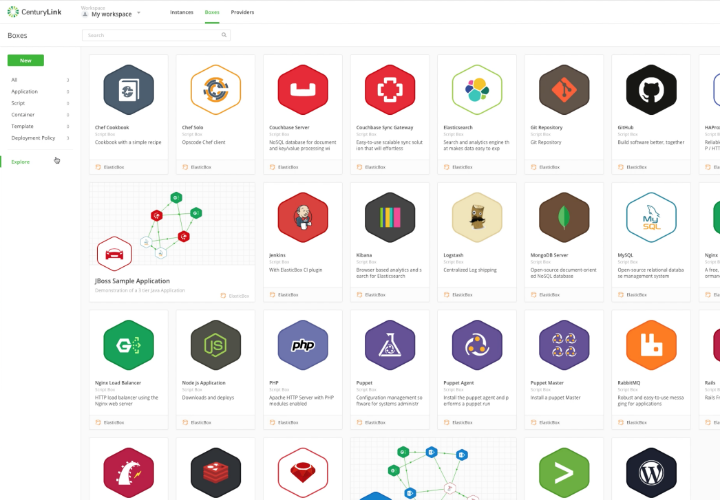 CenturyLink
Workspace
My workspace
Instances
Boxes
Providers
Boxes
Search
New
All
Application
Script
Container
Template
Deployment Policy
Explore
Chef Cookbook
Script Box
Cookbook with a simple recipe
ElasticBox
Chef Solo
Script Box
Opscode Chef client
ElasticBox
Couchbase Server
Script Box
NoSQL database for document
and key/value processing wi
ElasticBox
Couchbase Sync Gateway
Script Box
Easy-to-use scalable sync solut
ion that will effortless
ElasticBox
Elasticsearch
Script Box
Search and analytics engine th
at makes data easy to exp
ElasticBox
Git Repository
Script Box
Git Repository
ElasticBox
GitHub
Script Box
Build software better, together
ElasticBox
HAPro
Script
JBoss Sample Application
ElasticBox
Jenkins
Script Box
With ElasticBox CI plugin
ElasticBox
Kibana
Script Box
Browser based analytics and s
earch for Elasticsearch
ElasticBox
Logstash
Script Box
Centralized Log shipping
ElasticBox
MongoDB Server
Script Box
Open-source document-orient
ed NoSQL database
ElasticBox
My
SQL
MySQL
Script Box
Open-source relational databa
se management system
ElasticBox
Nginx
Script
A free,
Nginx Load Balancer
Script Box
HTTP load balancer using the
Nginx web server
ElasticBox
JS
Node js Application
Script Box
Downloads and deploys
ElasticBox
php
PHP
Script Box
Apache HTTP Server with PHP
modules enabled
ElasticBox
Puppet
Script Box
Configuration management so
ftware for systems administr
ElasticBox
Puppet Agent
Script Box
Install the puppet agent and p
erforms a puppet run
ElasticBox
Puppet Master
Script Box
Install a puppet Master
ElasticBox
RabbitMQ
Script Box
Robust and easy-to-use messa
ging for applications
ElasticBox
Rails
Script